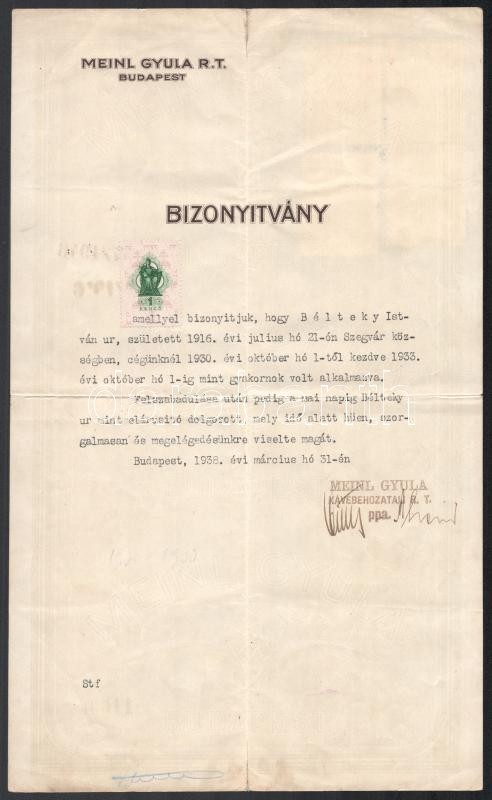 MEINL GYULA R.T.
BUDAPEST
BIZONYITVÁNY
1
PENGŐ
amellyel bizonyitjuk, hogy B é l t e k y Ist-
ván ur, született 1916. évi julius hó 21-én Szegvár köz-
ségben, cégünknél 1930. évi október hó 1-től kezdve 1933.
évi október hó 1-ig mint gyakornok volt alkalmazva.
Felszabadulása után pedig a mai napig Bélteky
ur mint elárusitó dolgozott, mely idő alatt hüen, szor-
galmasan és megelégedésünkre viselte magát.
Budapest, 1938. évi március hó 31-én
MEINL GYULA
KÁVÉBEHOZATALI R. T.
ppa.
Stf